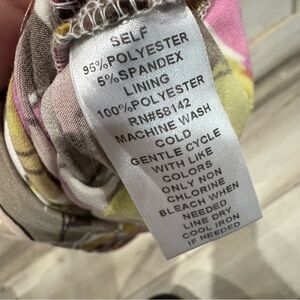 SELF
95%POLYESTER
5%SPANDEX
LINING
100%POLYESTER
RN#58142
MACHINE WASH
COLD
GENTLE CYCLE
WITH LIKE
COLORS
ONLY NON
CHLORINE
BLEACH WHEN
NEEDED
LINE DRY
COOL IRON
IF NEEDED